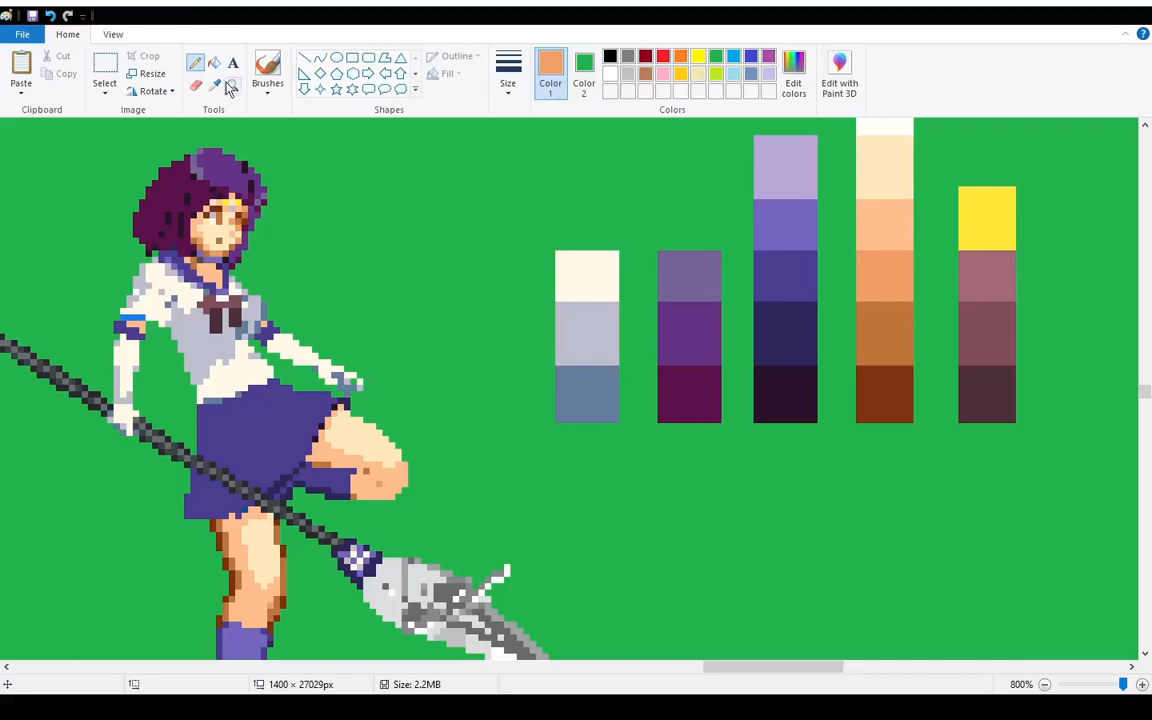 File
Home
View
Paste
Cut
Copy
Clipboard
Select
Crop
Resize
Rotate
Image
A
Tools
Brushes
Outline
Fill
Shapes
Size
Color
1
Color
2
Edit
colors
Colors
Edit with
Paint 3D
1400 × 27029px
Size: 2.2MB
800%